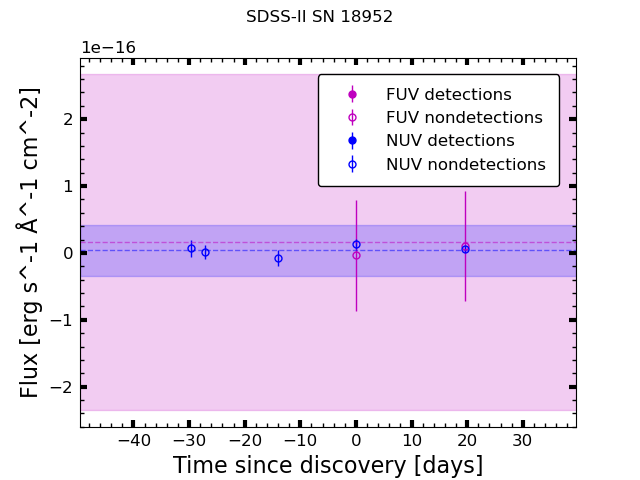 SDSS-II SN 18952
1e−16
FUV detections
FUV nondetections
NUV detections
NUV nondetections
2
1
0
−1
−2
Flux [erg s^-1 Å^-1 cm^-2]
−40 −30 −20 −10 0 10 20 30
Time since discovery [days]